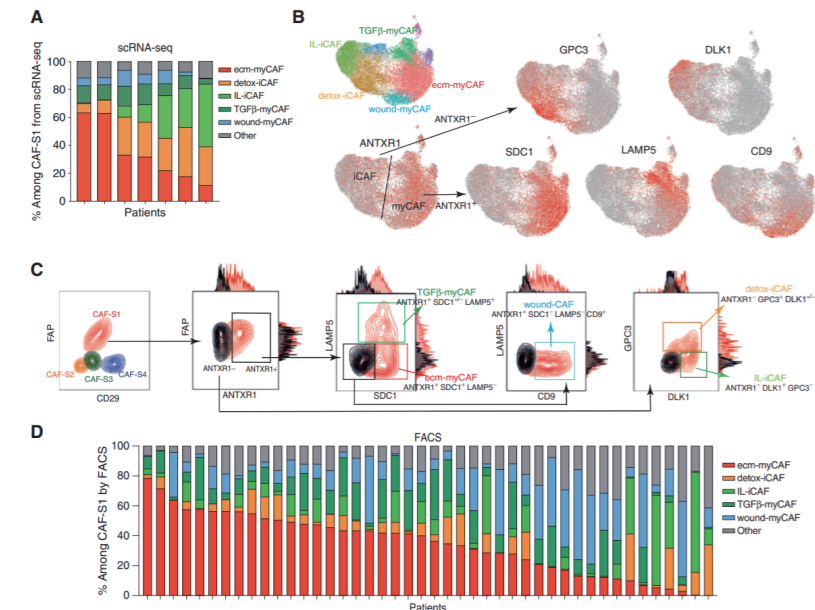 A
scRNA-seq
% Among CAF-S1 from scRNA-seq
100
80
60
40
20
0
Patients
ecm-myCAF
detox-iCAF
IL-iCAF
TGFβ-myCAF
wound-myCAF
Other
B
TGFβ-myCAF
IL-iCAF
ecm-myCAF
detox-iCAF
wound-myCAF
GPC3
DLK1
ANTXR1⁻
ANTXR1
iCAF
myCAF
ANTXR1⁺
SDC1
LAMP5
CD9
C
FAP
CAF-S1
CAF-S2
CAF-S3
CAF-S4
CD29
FAP
ANTXR1−
ANTXR1+
ANTXR1
LAMP5
TGFβ-myCAF
ANTXR1⁺ SDC1⁺/⁻ LAMP5⁺
ecm-myCAF
ANTXR1⁺ SDC1⁺ LAMP5⁻
SDC1
LAMP5
wound-CAF
ANTXR1⁺ SDC1⁻ LAMP5⁻ CD9⁺
CD9
GPC3
detox-iCAF
ANTXR1⁻ GPC3⁺ DLK1⁺/⁻
IL-iCAF
ANTXR1⁻ DLK1⁺ GPC3⁻
DLK1
D
FACS
% Among CAF-S1 by FACS
100
80
60
40
20
0
Patients
ecm-myCAF
detox-iCAF
IL-iCAF
TGFβ-myCAF
wound-myCAF
Other